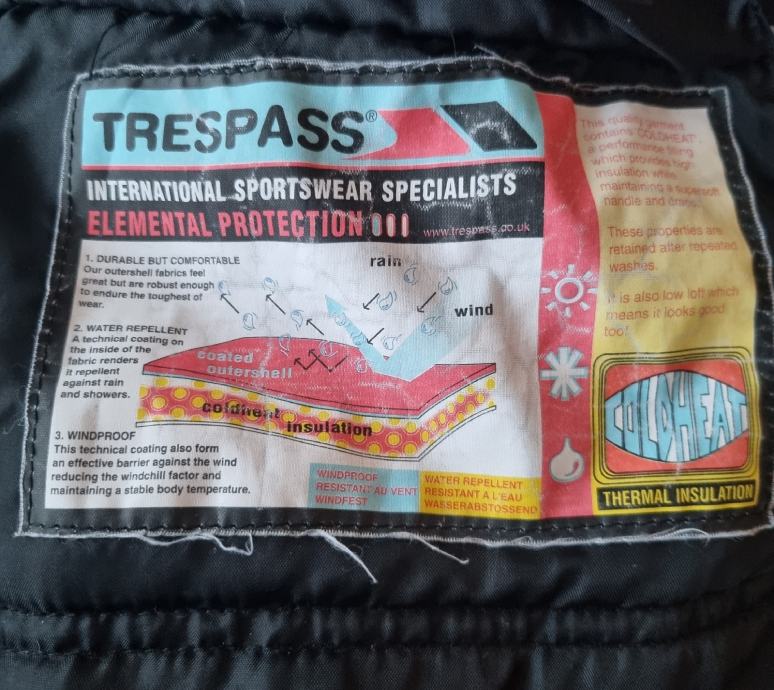 TRESPASS®
INTERNATIONAL SPORTSWEAR SPECIALISTS
ELEMENTAL PROTECTION
www.trespass.co.uk
1. DURABLE BUT COMFORTABLE
Our outershell fabrics feel
great but are robust enough
to endure the toughest of
wear.
2. WATER REPELLENT
A technical coating on
the inside of the
fabric renders
it repellent
against rain
and showers.
3. WINDPROOF
This technical coating also form
an effective barrier against the wind
reducing the windchill factor and
maintaining a stable body temperature.
rain
wind
coated
outershell
coldheat insulation
WINDPROOF
RESISTANT AU VENT
WINDFEST
WATER REPELLENT
RESISTANT A L'EAU
WASSERABSTOSSEND
This quality garment
contains 'COLDHEAT',
a performance filling
which provides high
insulation while
maintaining a supersoft
handle and drape.
These properties are
retained after repeated
washes.
It is also low loft which
means it looks good
too!
COLDHEAT
THERMAL INSULATION